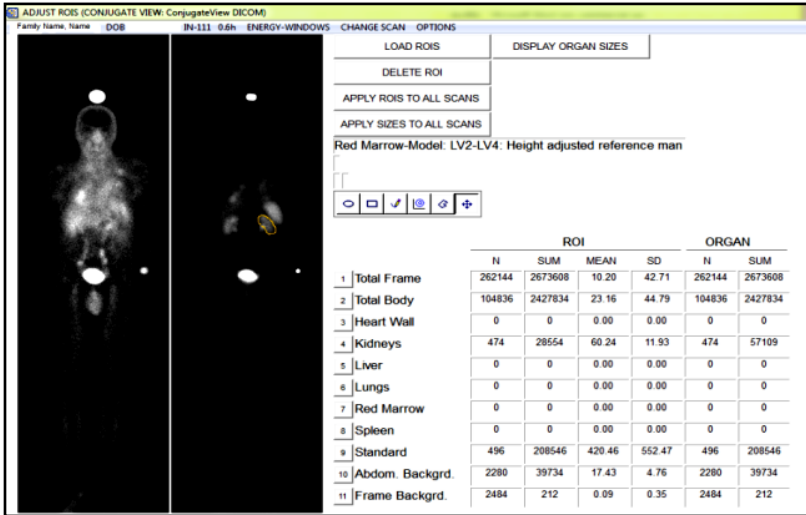 ADJUST ROIS (CONJUGATE VIEW: ConjugateView DICOM)
Family Name, Name DOB IN-111 0.6h ENERGY-WINDOWS CHANGE SCAN OPTIONS
LOAD ROIS DISPLAY ORGAN SIZES
DELETE ROI
APPLY ROIS TO ALL SCANS
APPLY SIZES TO ALL SCANS
Red Marrow-Model: LV2-LV4: Height adjusted reference man
ROI ORGAN
N SUM MEAN SD N SUM
1 Total Frame 262144 2673608 10.20 42.71 262144 2673608
2 Total Body 104836 2427834 23.16 44.79 104836 2427834
3 Heart Wall 0 0 0.00 0.00 0 0
4 Kidneys 474 28554 60.24 11.93 474 57109
5 Liver 0 0 0.00 0.00 0 0
6 Lungs 0 0 0.00 0.00 0 0
7 Red Marrow 0 0 0.00 0.00 0 0
8 Spleen 0 0 0.00 0.00 0 0
9 Standard 496 208546 420.46 552.47 496 208546
10 Abdom. Backgrd. 2280 39734 17.43 4.76 2280 39734
11 Frame Backgrd. 2484 212 0.09 0.35 2484 212